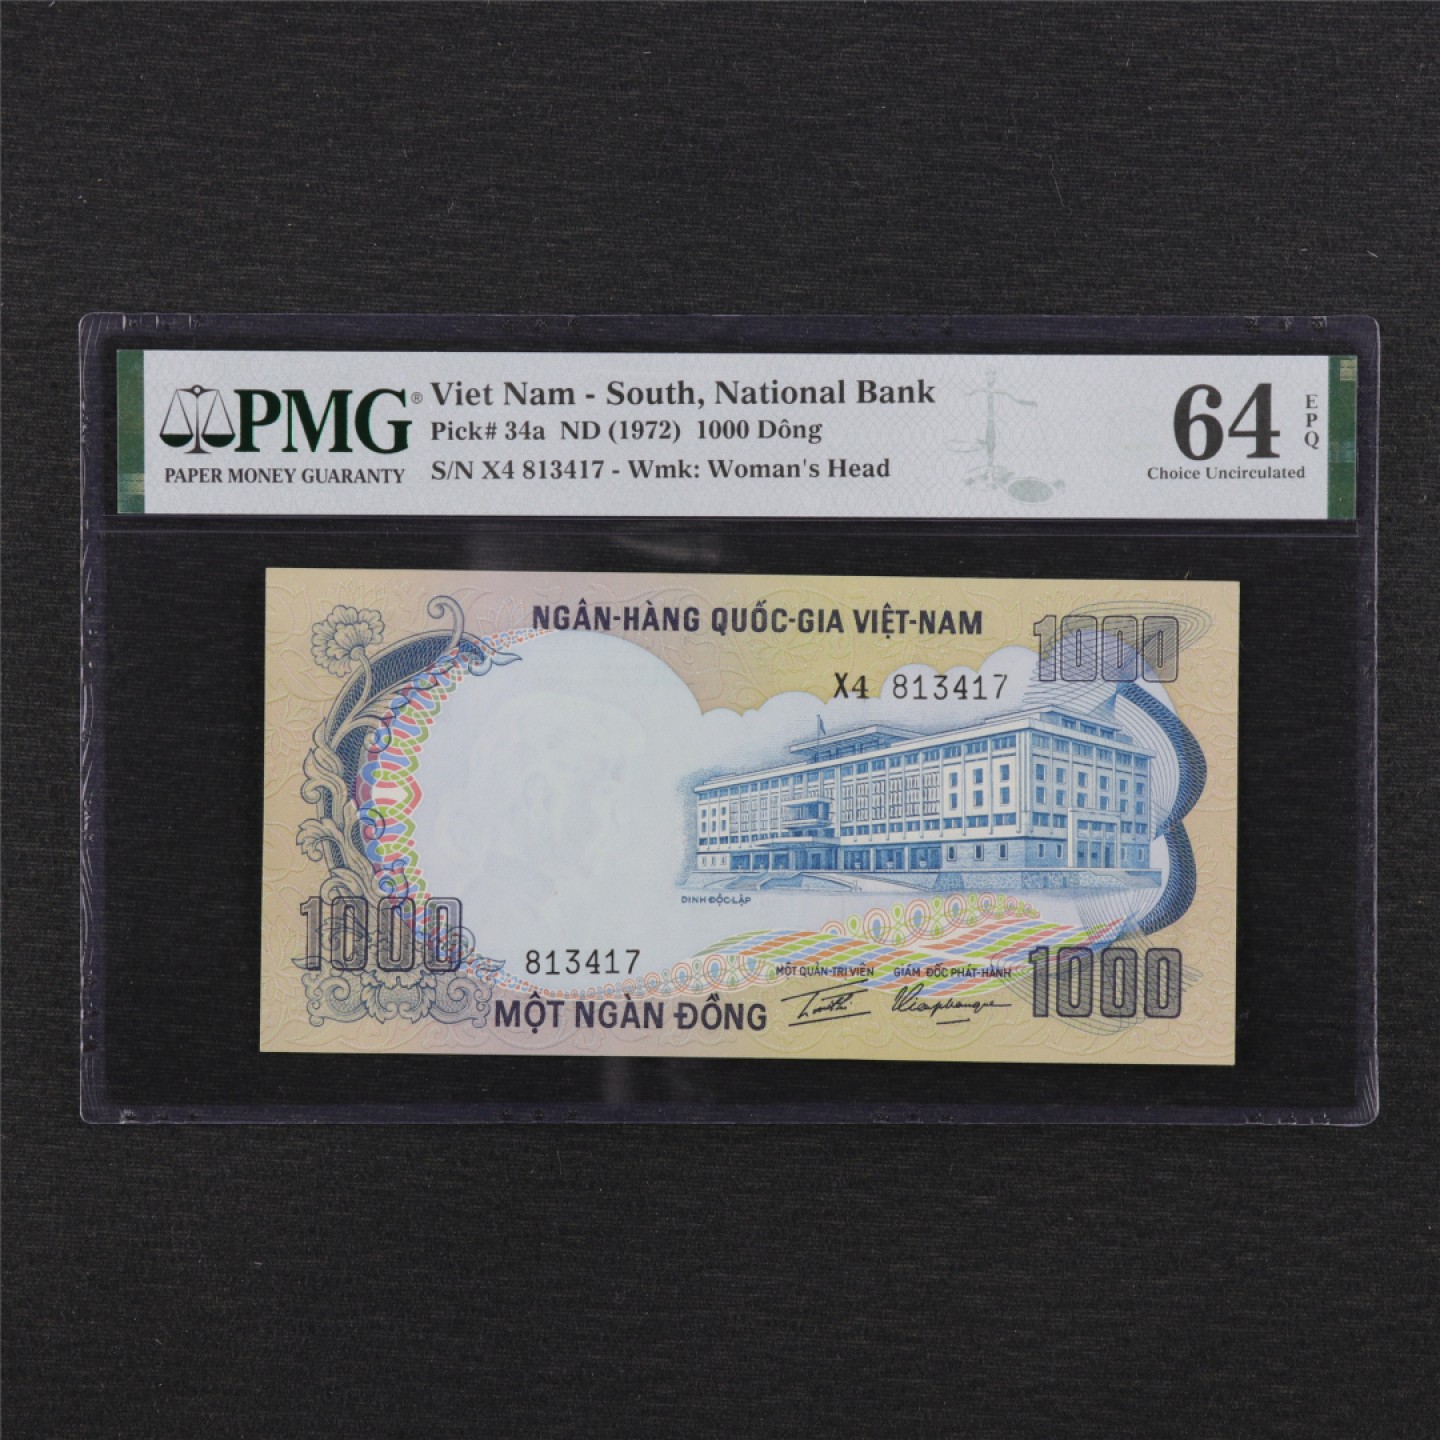 PMG®
PAPER MONEY GUARANTY
Viet Nam - South, National Bank
Pick# 34a ND (1972) 1000 Dông
S/N X4 813417 - Wmk: Woman's Head
64
EPQ
Choice Uncirculated
NGÂN-HÀNG QUỐC-GIA VIỆT-NAM
1000
X4 813417
DINH ĐỘC-LẬP
1000
813417
MỘT QUẢN-TRỊ VIÊN GIÁM ĐỐC PHÁT-HÀNH
1000
MỘT NGÀN ĐỒNG